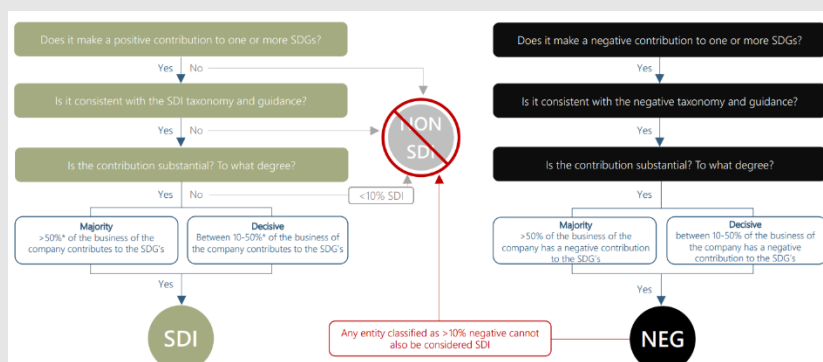 Does it make a positive contribution to one or more SDGs?
Yes
No
Is it consistent with the SDI taxonomy and guidance?
Yes
No
Is the contribution substantial? To what degree?
Yes
No
<10% SDI
Majority
>50%* of the business of the
company contributes to the SDG's
Decisive
Between 10-50%* of the business of
the company contributes to the SDG's
Yes
SDI
NON
SDI
Does it make a negative contribution to one or more SDGs?
Yes
Is it consistent with the negative taxonomy and guidance?
Yes
Is the contribution substantial? To what degree?
Yes
Majority
>50% of the business of the
company has a negative contribution
to the SDG's
Decisive
between 10-50% of the business of
the company has a negative
contribution to the SDG's
Yes
NEG
Any entity classified as >10% negative cannot
also be considered SDI